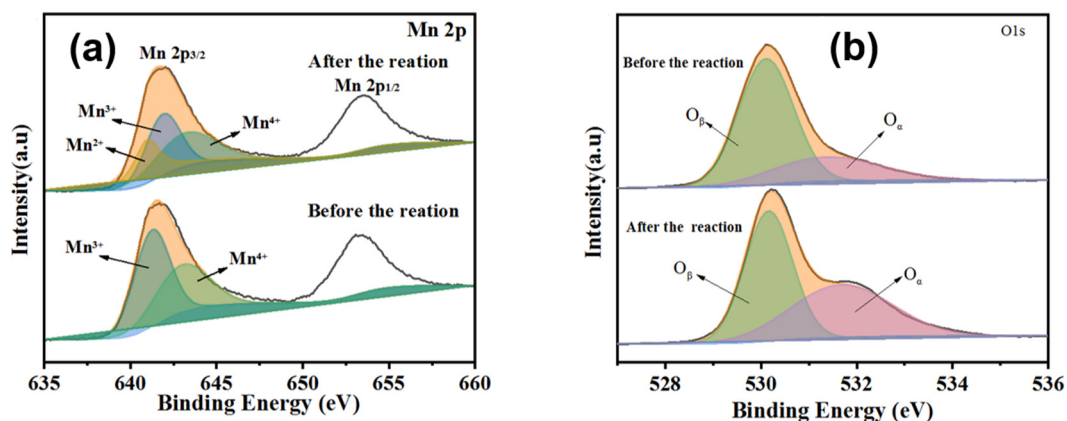 (a)
Mn 2p
Mn 2p3/2
After the reation
Mn 2p1/2
Mn3+
Mn4+
Mn2+
Before the reation
Mn3+
Mn4+
Intensity(a.u)
635 640 645 650 655 660
Binding Energy (eV)
(b)
O1s
Before the reaction
Oβ
Oα
After the reaction
Oβ
Oα
Intensity(a.u)
528 530 532 534 536
Binding Energy (eV)